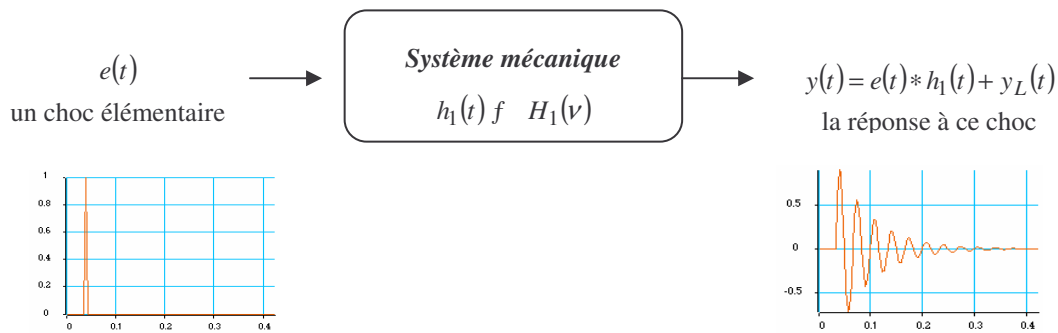 e(t)
un choc élémentaire
Système mécanique
h₁(t) ƒ H₁(ν)
y(t) = e(t) * h₁(t) + y_L(t)
la réponse à ce choc
1
0.8
0.6
0.4
0.2
0
0 0.1 0.2 0.3 0.4
0.5
0
-0.5
0 0.1 0.2 0.3 0.4